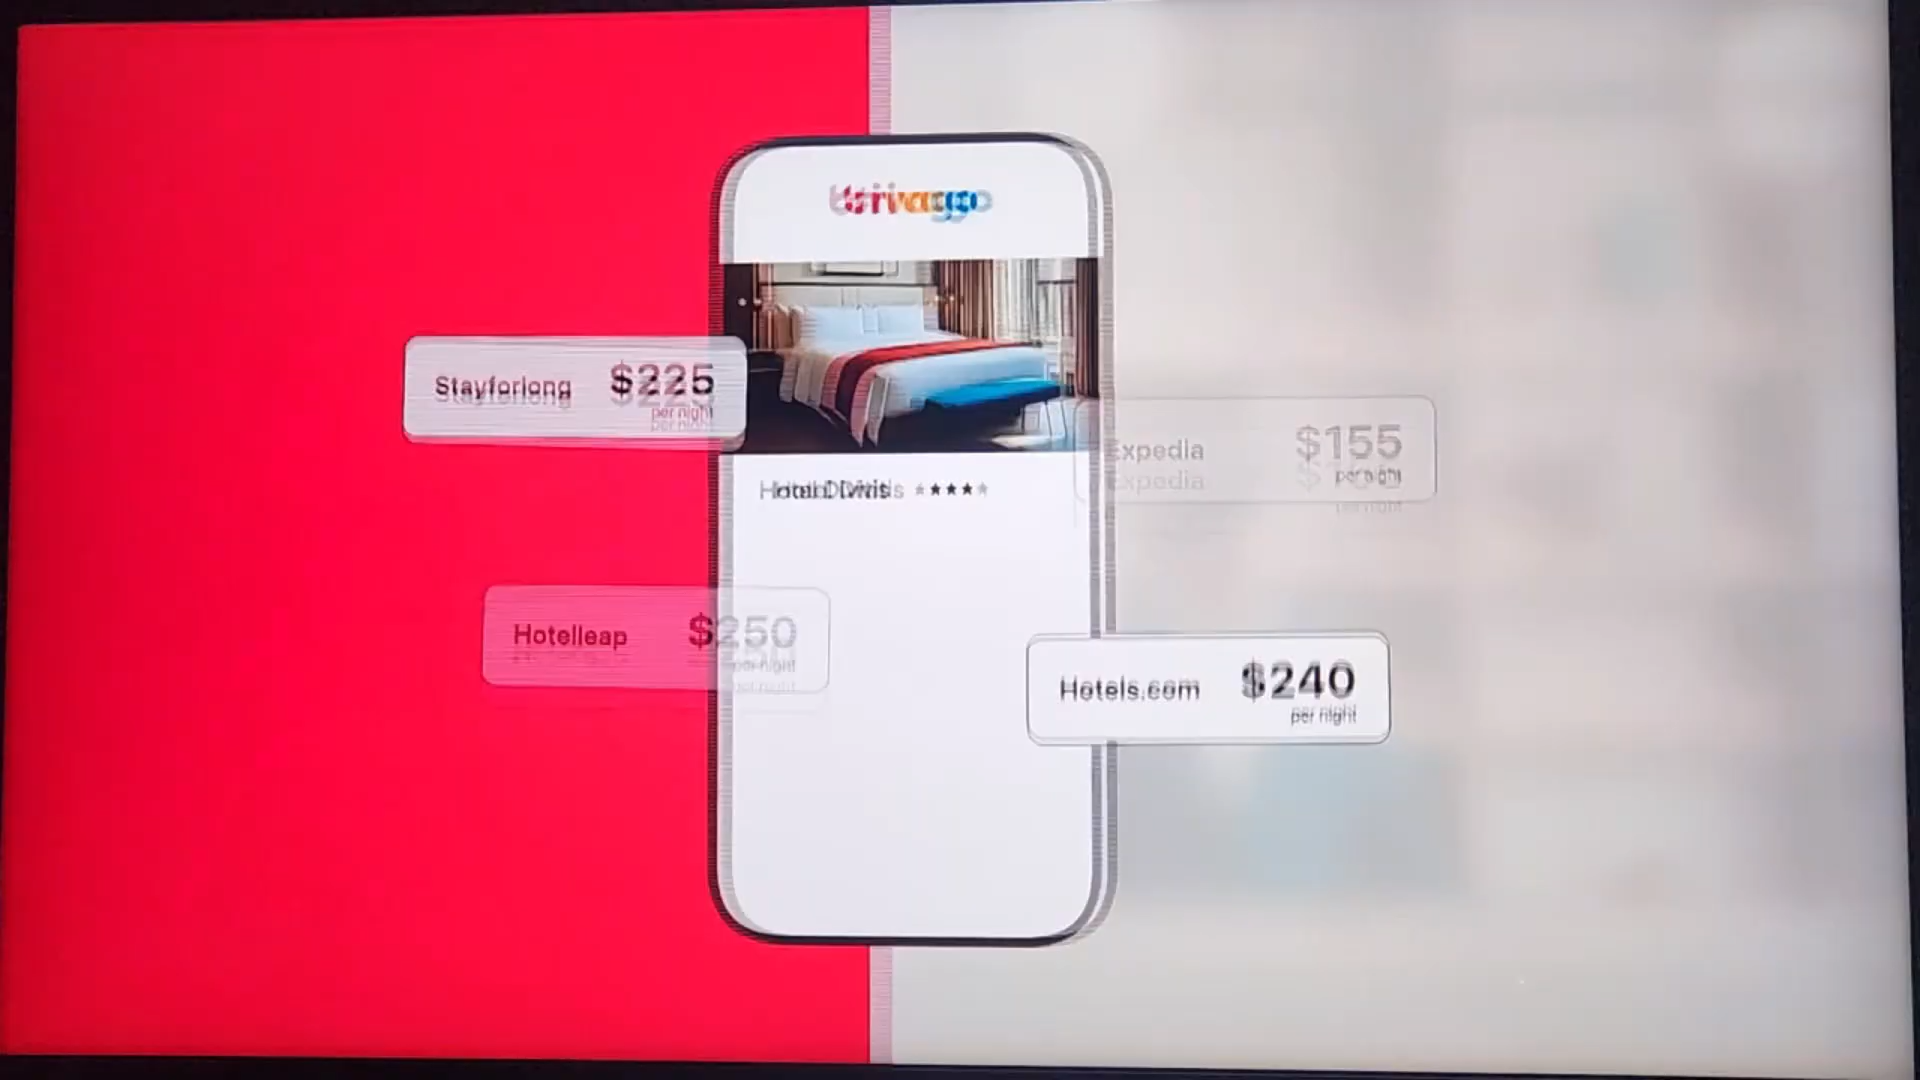 trivago
Stayforlong $225
per night
Expedia $155
per night
Hotelleap $250
per night
Hotels.com $240
per night